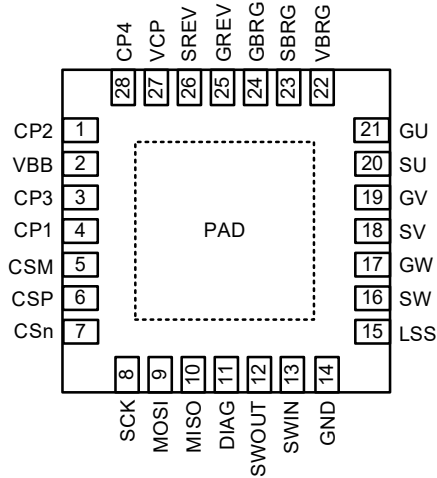 CP4
VCP
SREV
GREV
GBRG
SBRG
VBRG
28
27
26
25
24
23
22
CP2 1
VBB 2
CP3 3
CP1 4
CSM 5
CSP 6
CSn 7
PAD
21 GU
20 SU
19 GV
18 SV
17 GW
16 SW
15 LSS
8
9
10
11
12
13
14
SCK
MOSI
MISO
DIAG
SWOUT
SWIN
GND